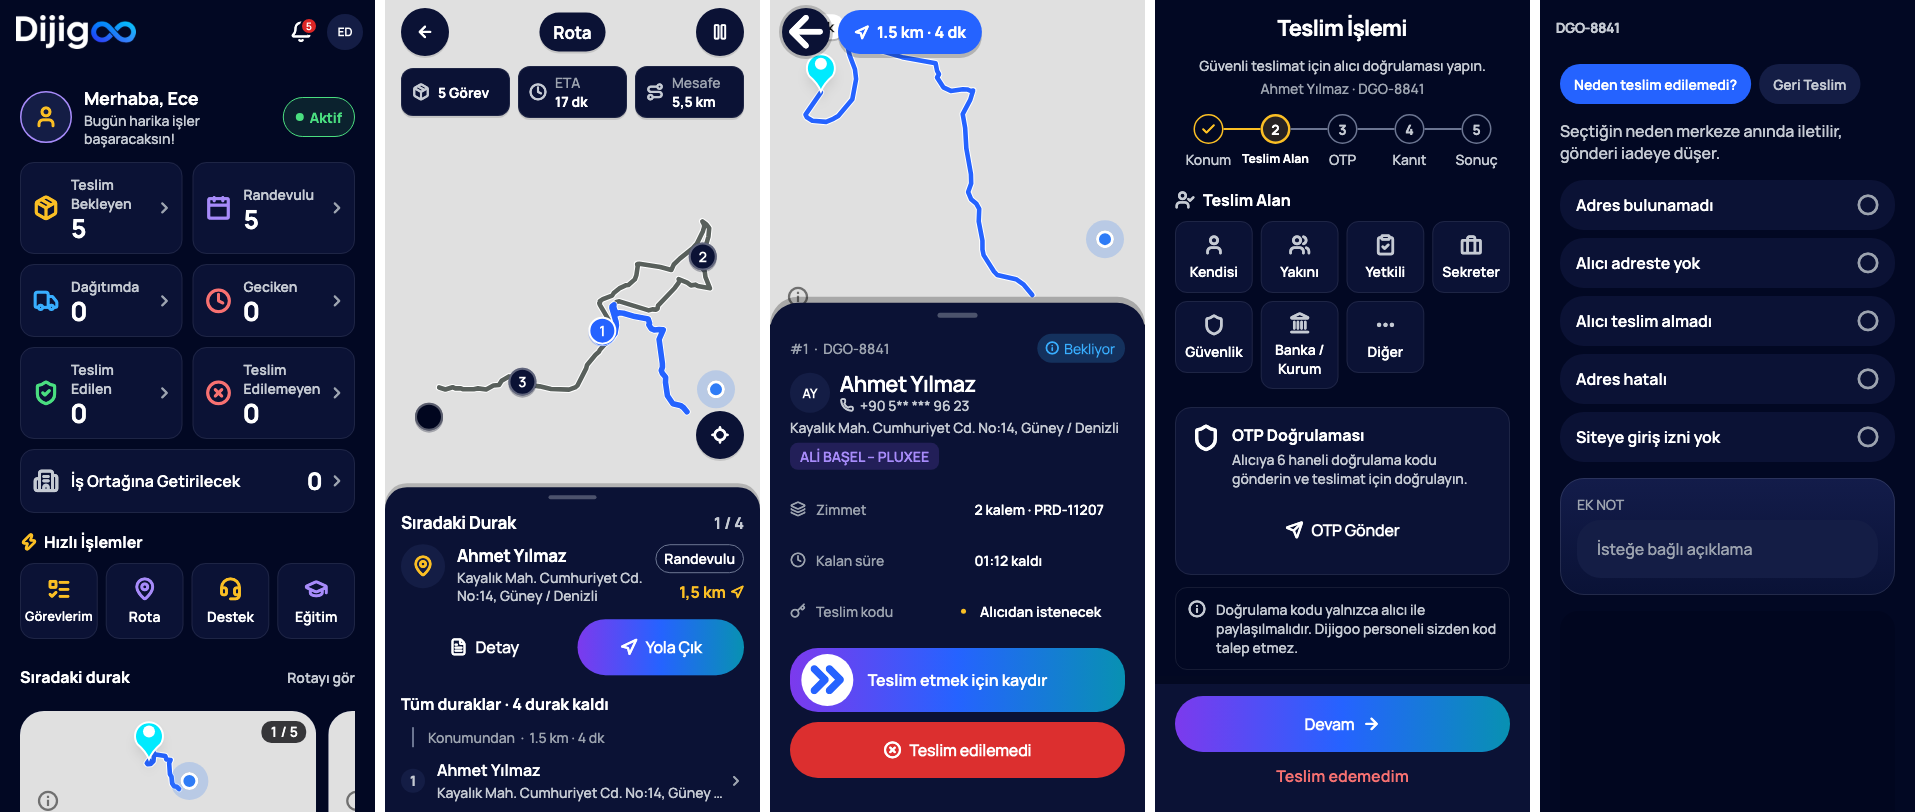 Dijigoo
5
ED
Merhaba, Ece
Bugün harika işler
başaracaksın!
Aktif
Teslim
Bekleyen
5
Randevulu
5
Dağıtımda
0
Geciken
0
Teslim
Edilen
0
Teslim
Edilemeyen
0
İş Ortağına Getirilecek
0
Hızlı İşlemler
Görevlerim
Rota
Destek
Eğitim
Sıradaki durak
Rotayı gör
1 / 5
Rota
5 Görev
ETA
17 dk
Mesafe
5,5 km
2
1
3
Sıradaki Durak
1 / 4
Ahmet Yılmaz
Kayalık Mah. Cumhuriyet Cd.
No:14, Güney / Denizli
Randevulu
1,5 km
Detay
Yola Çık
Tüm duraklar · 4 durak kaldı
Konumundan · 1.5 km · 4 dk
1
Ahmet Yılmaz
Kayalık Mah. Cumhuriyet Cd. No:14, Güney ...
1.5 km · 4 dk
#1 · DGO-8841
Bekliyor
AY
Ahmet Yılmaz
+90 5** *** 96 23
Kayalık Mah. Cumhuriyet Cd. No:14, Güney / Denizli
ALİ BAŞEL – PLUXEE
Zimmet
2 kalem · PRD-11207
Kalan süre
01:12 kaldı
Teslim kodu
Alıcıdan istenecek
Teslim etmek için kaydır
Teslim edilemedi
Teslim İşlemi
Güvenli teslimat için alıcı doğrulaması yapın.
Ahmet Yılmaz · DGO-8841
2
3
4
5
Konum
Teslim Alan
OTP
Kanıt
Sonuç
Teslim Alan
Kendisi
Yakını
Yetkili
Sekreter
Güvenlik
Banka /
Kurum
Diğer
OTP Doğrulaması
Alıcıya 6 haneli doğrulama kodu
gönderin ve teslimat için doğrulayın.
OTP Gönder
Doğrulama kodu yalnızca alıcı ile
paylaşılmalıdır. Dijigoo personeli sizden kod
talep etmez.
Devam
Teslim edemedim
DGO-8841
Neden teslim edilemedi?
Geri Teslim
Seçtiğin neden merkeze anında iletilir,
gönderi iadeye düşer.
Adres bulunamadı
Alıcı adreste yok
Alıcı teslim almadı
Adres hatalı
Siteye giriş izni yok
EK NOT
İsteğe bağlı açıklama